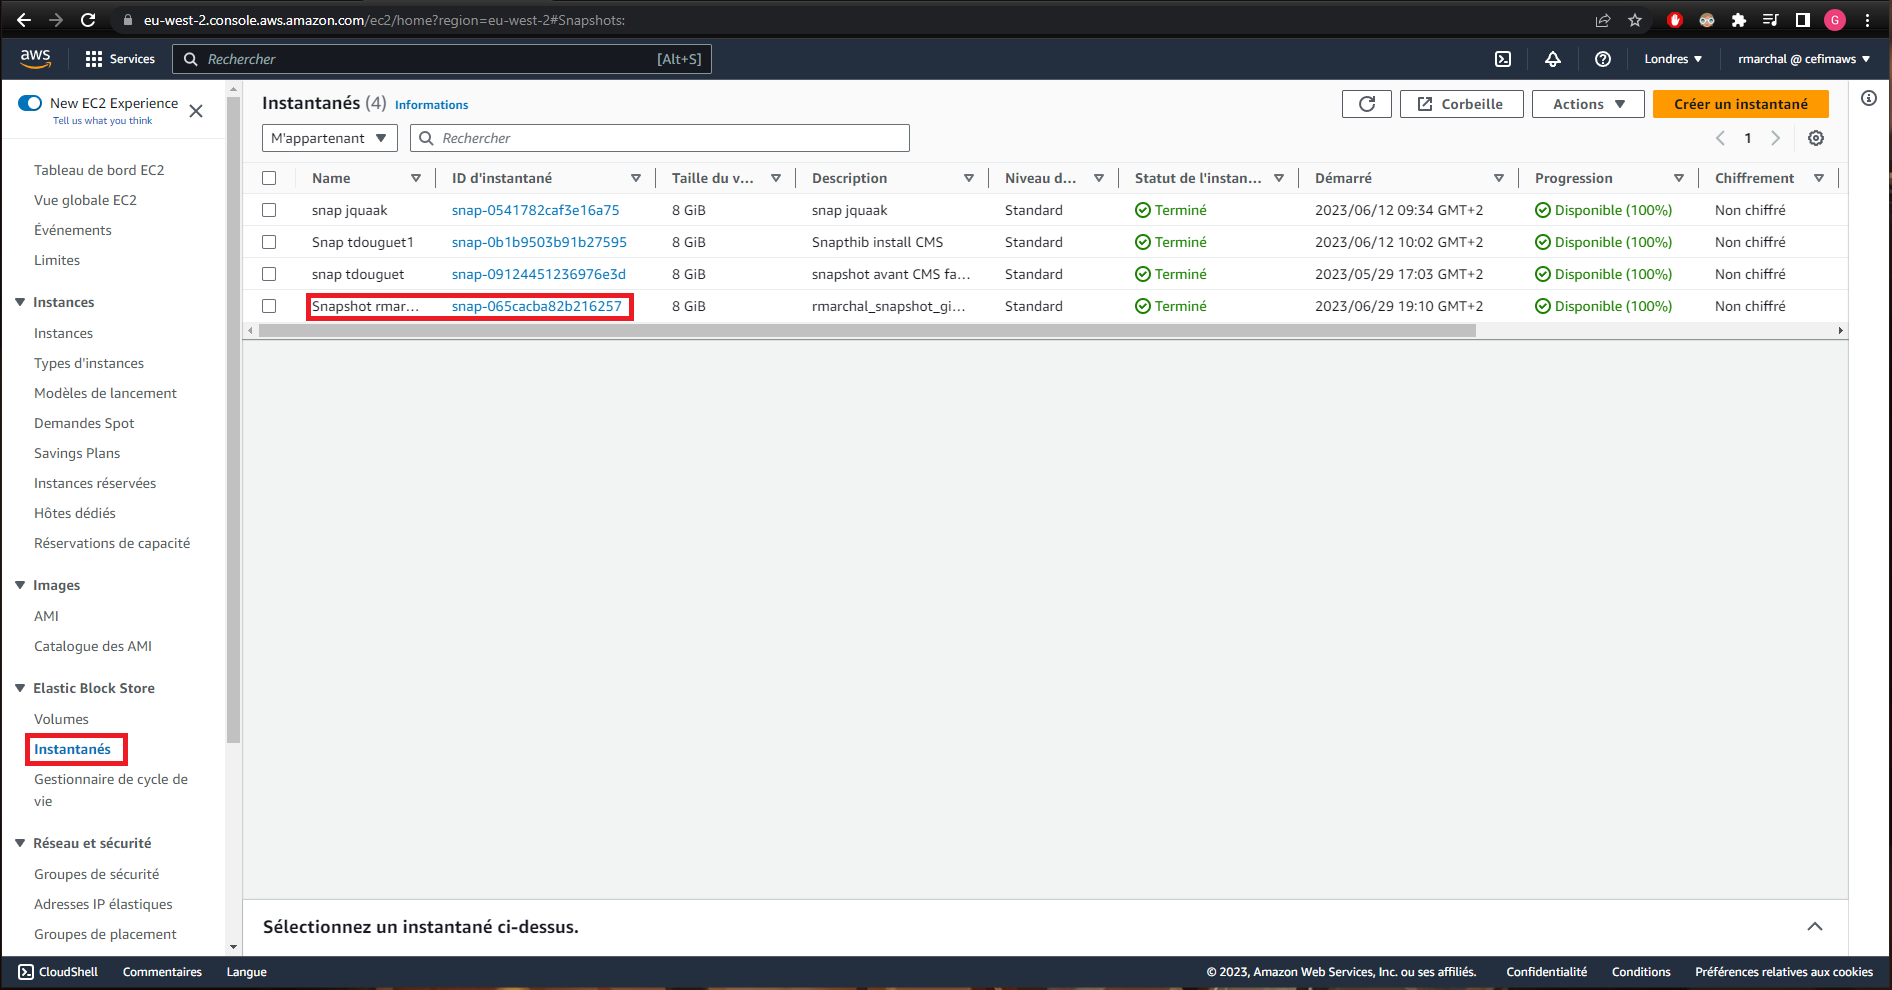 eu-west-2.console.aws.amazon.com/ec2/home?region=eu-west-2#Snapshots:
G
aws
Services
Rechercher
[Alt+S]
Londres
rmarchal @ cefimaws
New EC2 Experience
Tell us what you think
Tableau de bord EC2
Vue globale EC2
Événements
Limites
Instances
Instances
Types d'instances
Modèles de lancement
Demandes Spot
Savings Plans
Instances réservées
Hôtes dédiés
Réservations de capacité
Images
AMI
Catalogue des AMI
Elastic Block Store
Volumes
Instantanés
Gestionnaire de cycle de
vie
Réseau et sécurité
Groupes de sécurité
Adresses IP élastiques
Groupes de placement
Instantanés (4) Informations
Corbeille
Actions
Créer un instantané
M'appartenant
Rechercher
1
Name ID d'instantané Taille du v... Description Niveau d... Statut de l'instan... Démarré Progression Chiffrement
snap jquaak snap-0541782caf3e16a75 8 GiB snap jquaak Standard Terminé 2023/06/12 09:34 GMT+2 Disponible (100%) Non chiffré
Snap tdouguet1 snap-0b1b9503b91b27595 8 GiB Snapthib install CMS Standard Terminé 2023/06/12 10:02 GMT+2 Disponible (100%) Non chiffré
snap tdouguet snap-09124451236976e3d 8 GiB snapshot avant CMS fa... Standard Terminé 2023/05/29 17:03 GMT+2 Disponible (100%) Non chiffré
Snapshot rmar... snap-065cacba82b216257 8 GiB rmarchal_snapshot_gi... Standard Terminé 2023/06/29 19:10 GMT+2 Disponible (100%) Non chiffré
Sélectionnez un instantané ci-dessus.
CloudShell Commentaires Langue
© 2023, Amazon Web Services, Inc. ou ses affiliés. Confidentialité Conditions Préférences relatives aux cookies